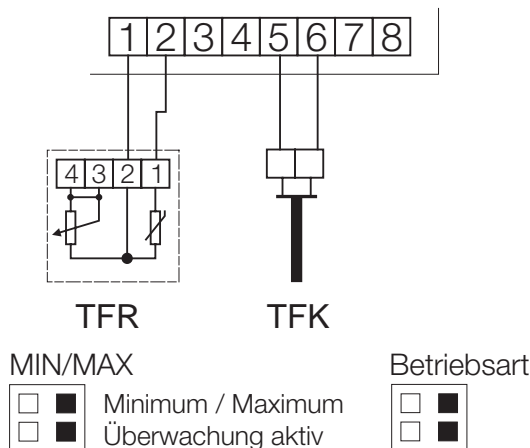 1 2 3 4 5 6 7 8
4 3 2 1
TFR TFK
MIN/MAX Betriebsart
Minimum / Maximum
Überwachung aktiv